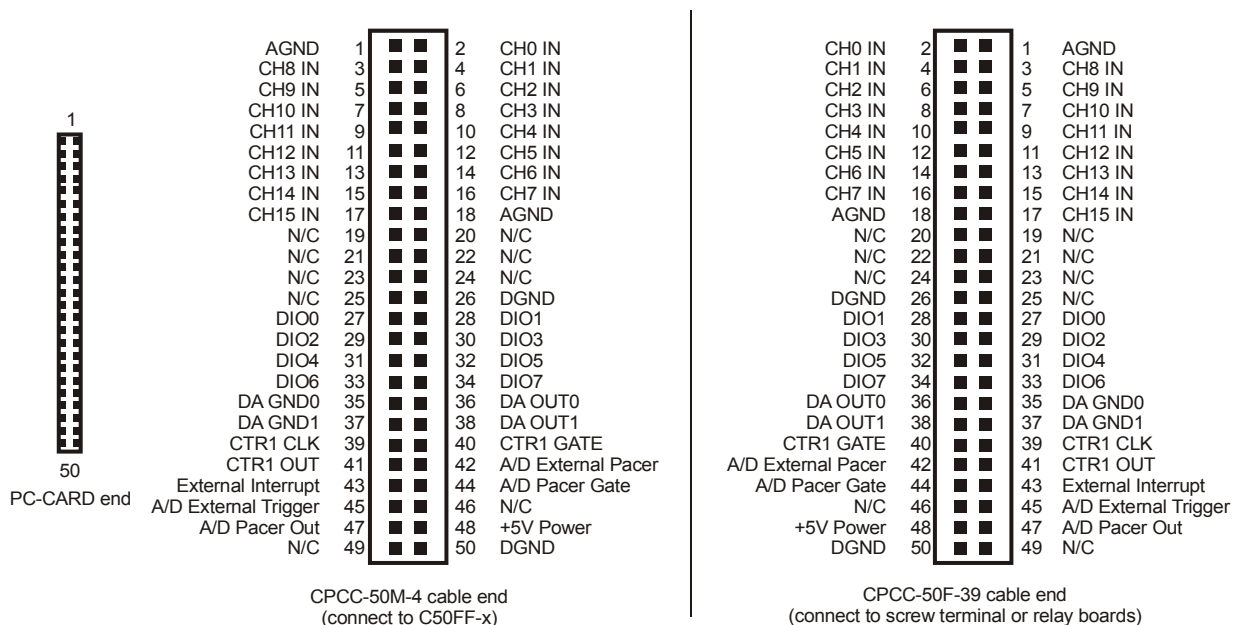 1
50
PC-CARD end
AGND 1 2 CH0 IN
CH8 IN 3 4 CH1 IN
CH9 IN 5 6 CH2 IN
CH10 IN 7 8 CH3 IN
CH11 IN 9 10 CH4 IN
CH12 IN 11 12 CH5 IN
CH13 IN 13 14 CH6 IN
CH14 IN 15 16 CH7 IN
CH15 IN 17 18 AGND
N/C 19 20 N/C
N/C 21 22 N/C
N/C 23 24 N/C
N/C 25 26 DGND
DIO0 27 28 DIO1
DIO2 29 30 DIO3
DIO4 31 32 DIO5
DIO6 33 34 DIO7
DA GND0 35 36 DA OUT0
DA GND1 37 38 DA OUT1
CTR1 CLK 39 40 CTR1 GATE
CTR1 OUT 41 42 A/D External Pacer
External Interrupt 43 44 A/D Pacer Gate
A/D External Trigger 45 46 N/C
A/D Pacer Out 47 48 +5V Power
N/C 49 50 DGND
CPCC-50M-4 cable end
(connect to C50FF-x)
CH0 IN 2 1 AGND
CH1 IN 4 3 CH8 IN
CH2 IN 6 5 CH9 IN
CH3 IN 8 7 CH10 IN
CH4 IN 10 9 CH11 IN
CH5 IN 12 11 CH12 IN
CH6 IN 14 13 CH13 IN
CH7 IN 16 15 CH14 IN
AGND 18 17 CH15 IN
N/C 20 19 N/C
N/C 22 21 N/C
N/C 24 23 N/C
DGND 26 25 N/C
DIO1 28 27 DIO0
DIO3 30 29 DIO2
DIO5 32 31 DIO4
DIO7 34 33 DIO6
DA OUT0 36 35 DA GND0
DA OUT1 38 37 DA GND1
CTR1 GATE 40 39 CTR1 CLK
A/D External Pacer 42 41 CTR1 OUT
A/D Pacer Gate 44 43 External Interrupt
N/C 46 45 A/D External Trigger
+5V Power 48 47 A/D Pacer Out
DGND 50 49 N/C
CPCC-50F-39 cable end
(connect to screw terminal or relay boards)